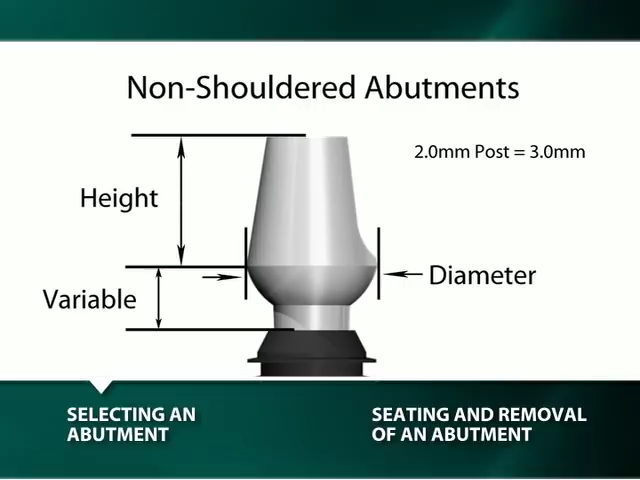 Non-Shouldered Abutments
2.0mm Post = 3.0mm
Height
Diameter
Variable
SELECTING AN
ABUTMENT
SEATING AND REMOVAL
OF AN ABUTMENT